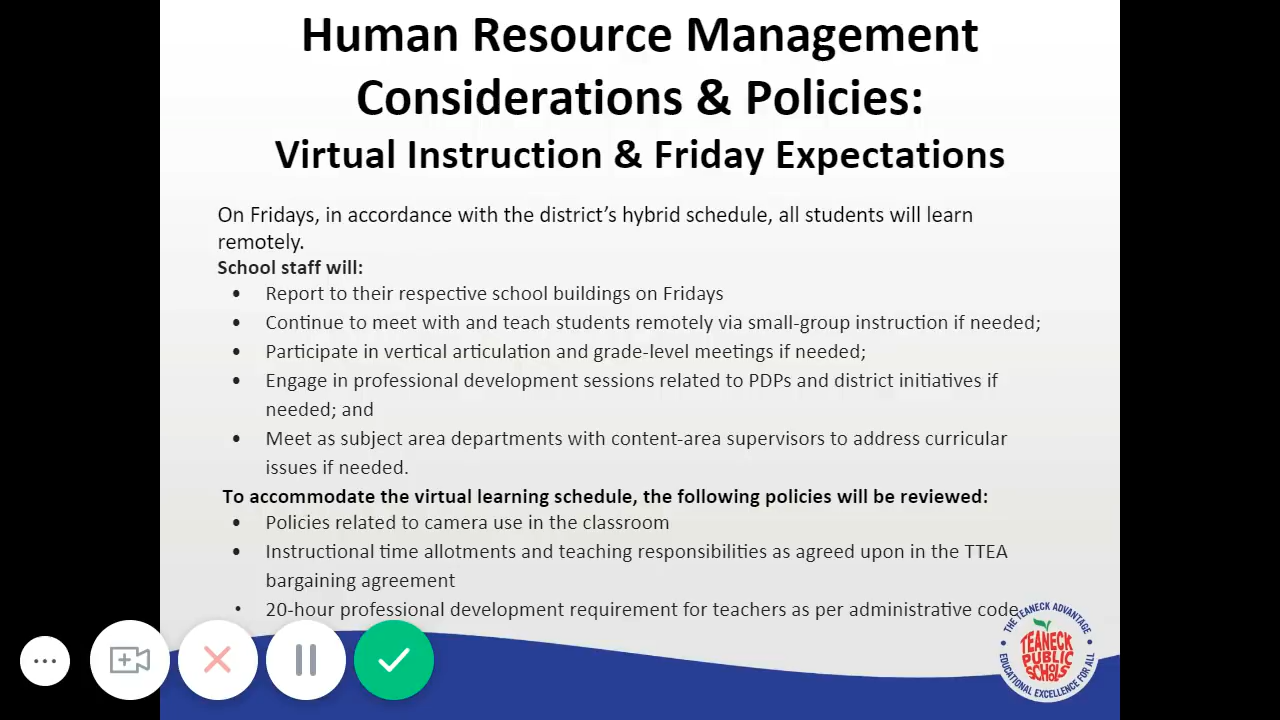 Human Resource Management
Considerations & Policies:
Virtual Instruction & Friday Expectations
On Fridays, in accordance with the district's hybrid schedule, all students will learn
remotely.
School staff will:
• Report to their respective school buildings on Fridays
• Continue to meet with and teach students remotely via small-group instruction if needed;
• Participate in vertical articulation and grade-level meetings if needed;
• Engage in professional development sessions related to PDPs and district initiatives if
needed; and
• Meet as subject area departments with content-area supervisors to address curricular
issues if needed.
To accommodate the virtual learning schedule, the following policies will be reviewed:
• Policies related to camera use in the classroom
• Instructional time allotments and teaching responsibilities as agreed upon in the TTEA
bargaining agreement
• 20-hour professional development requirement for teachers as per administrative code
THE TEANECK ADVANTAGE
TEANECK
PUBLIC
SCHOOLS
EDUCATIONAL EXCELLENCE FOR ALL